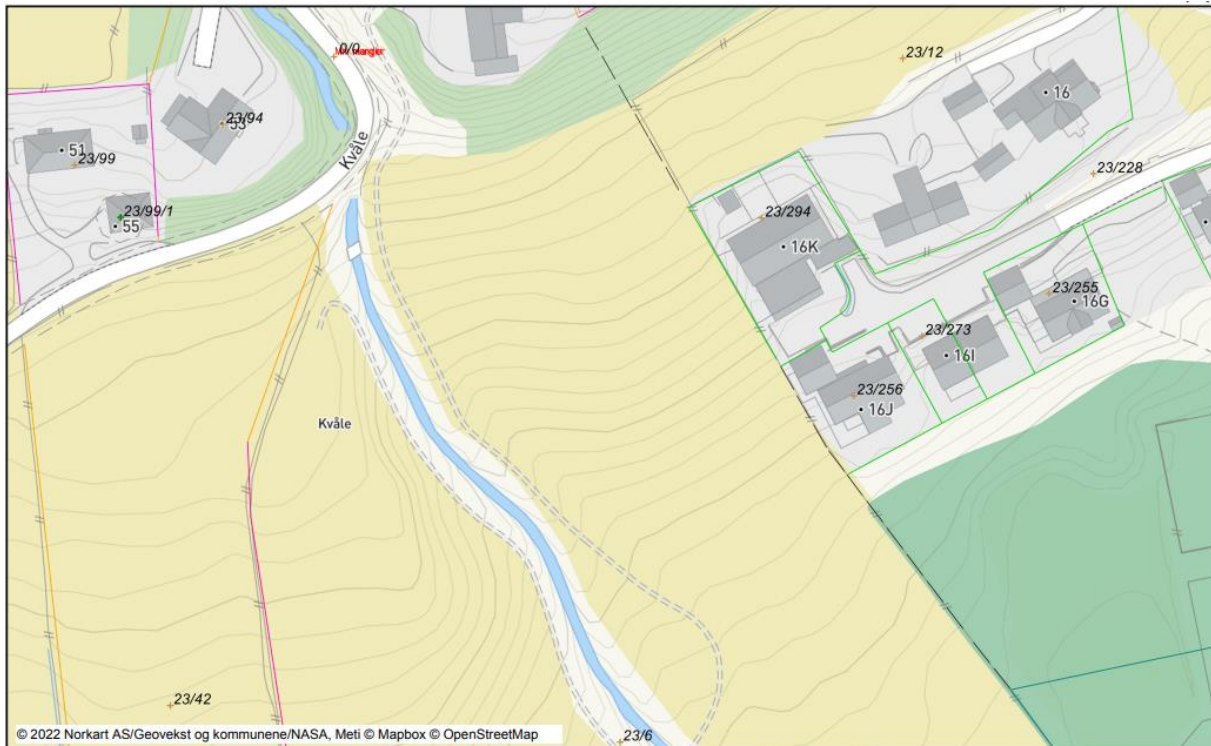 0/0
23/12
16
23/94
53
51
23/99
Kvåle
23/228
23/99/1
55
23/294
16K
23/255
16G
23/273
16I
23/256
16J
Kvåle
23/42
23/6
© 2022 Norkart AS/Geovekst og kommunene/NASA, Meti © Mapbox © OpenStreetMap